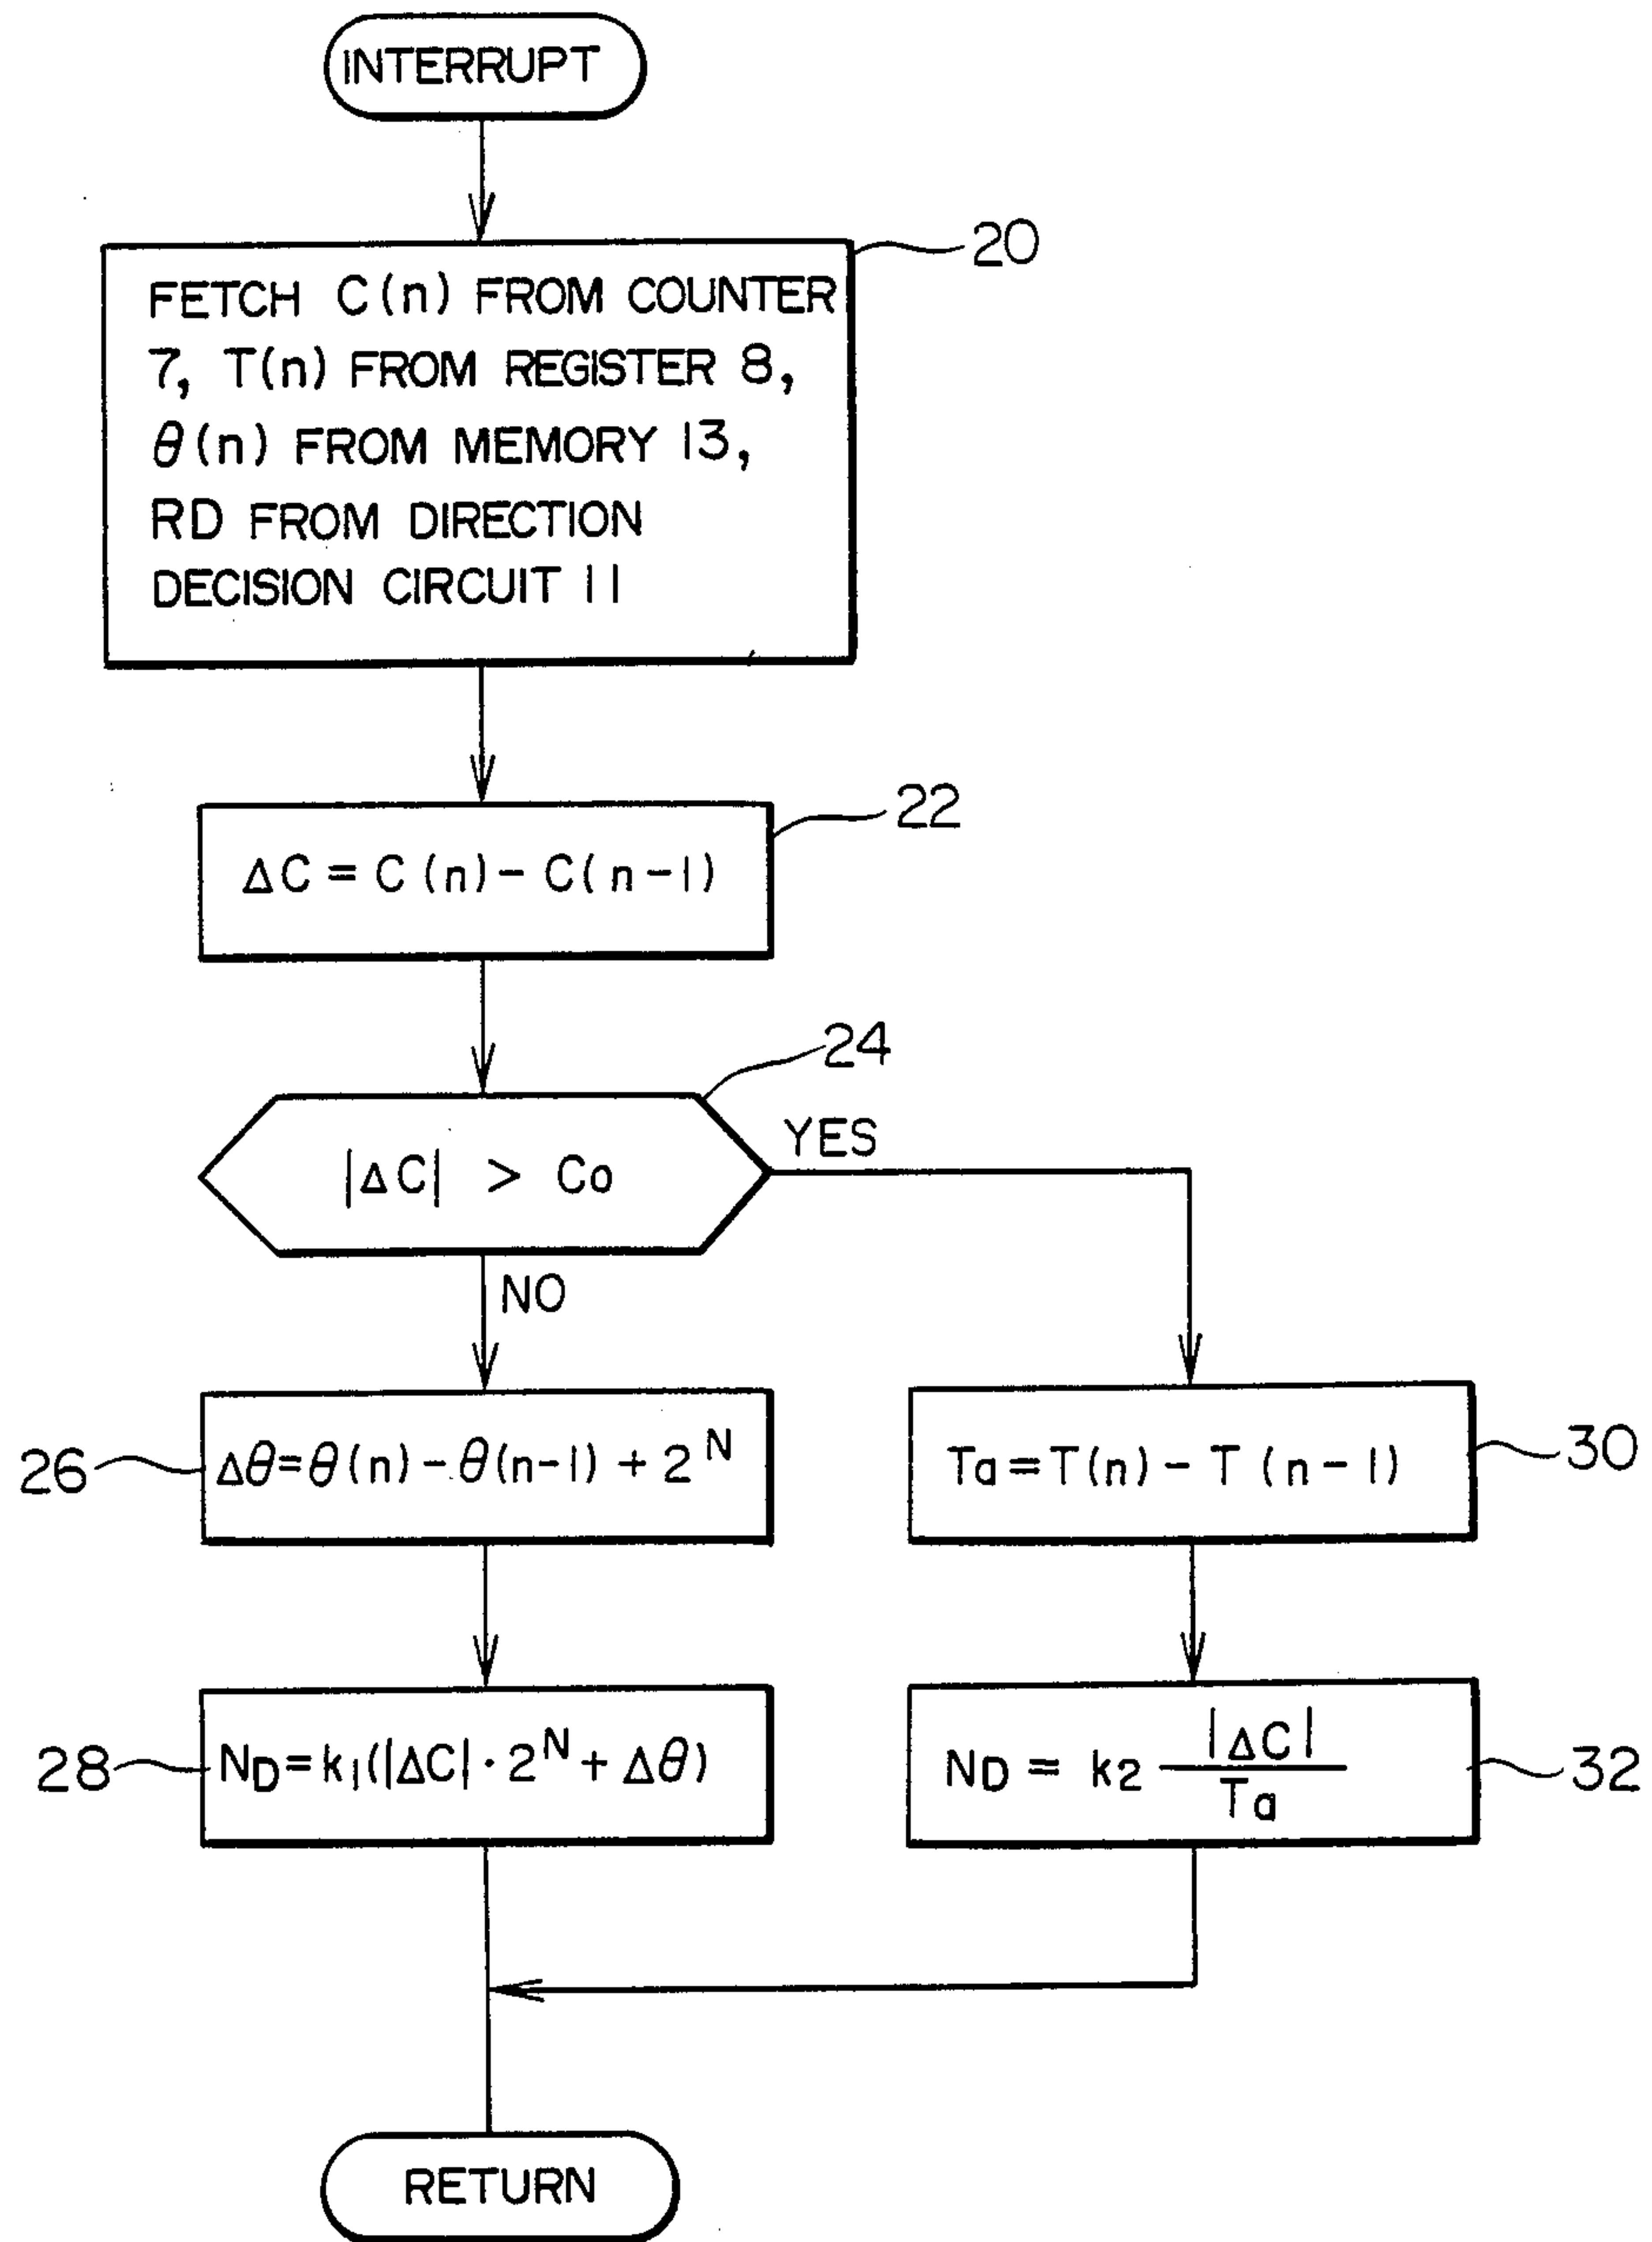 INTERRUPT
20
FETCH C(n) FROM COUNTER
7, T(n) FROM REGISTER 8,
θ(n) FROM MEMORY 13,
RD FROM DIRECTION
DECISION CIRCUIT 11
22
ΔC = C(n) - C(n-1)
24
|ΔC| > Co
YES
NO
26
Δθ = θ(n) - θ(n-1) + 2^N
Ta = T(n) - T(n-1)
30
28
N_D = k_1(|ΔC| · 2^N + Δθ)
N_D = k_2 |ΔC| / Ta
32
RETURN